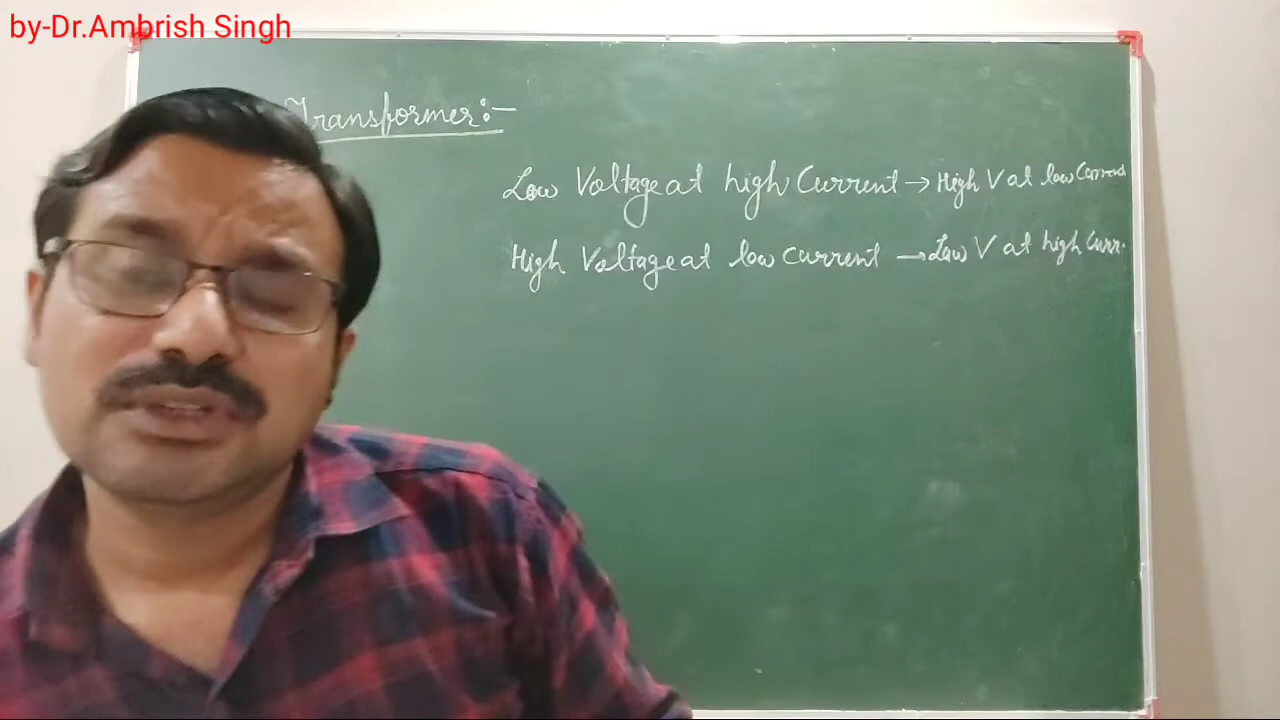 by-Dr.Ambrish Singh
Transformer:-
Low Voltage at high Current → High V at low Current
High Voltage at low current → Low V at high Curr.